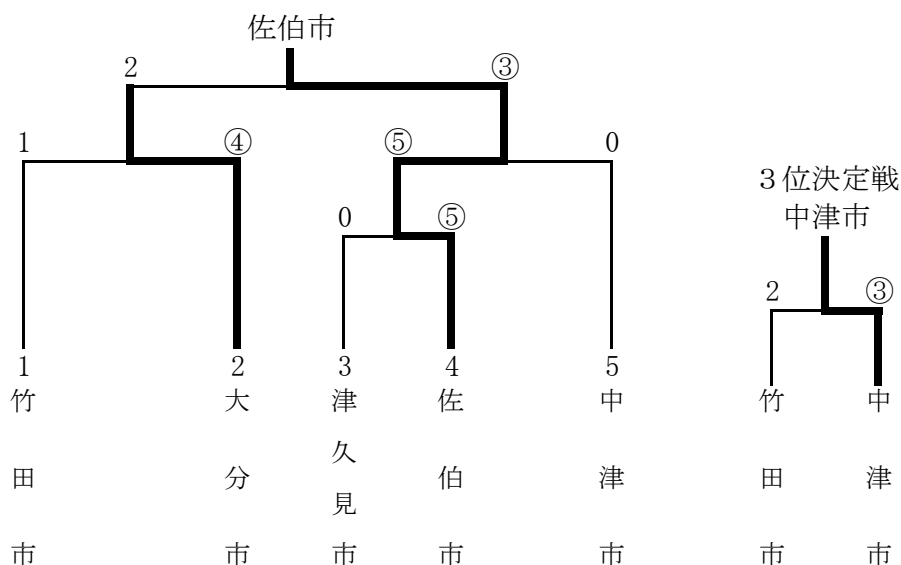 佐伯市
2 ③
1 ④ ⑤ 0
0 ⑤
1 2 3 4 5
竹田市
大分市
津久見市
佐伯市
中津市
３位決定戦
中津市
2 ③
竹田市
中津市